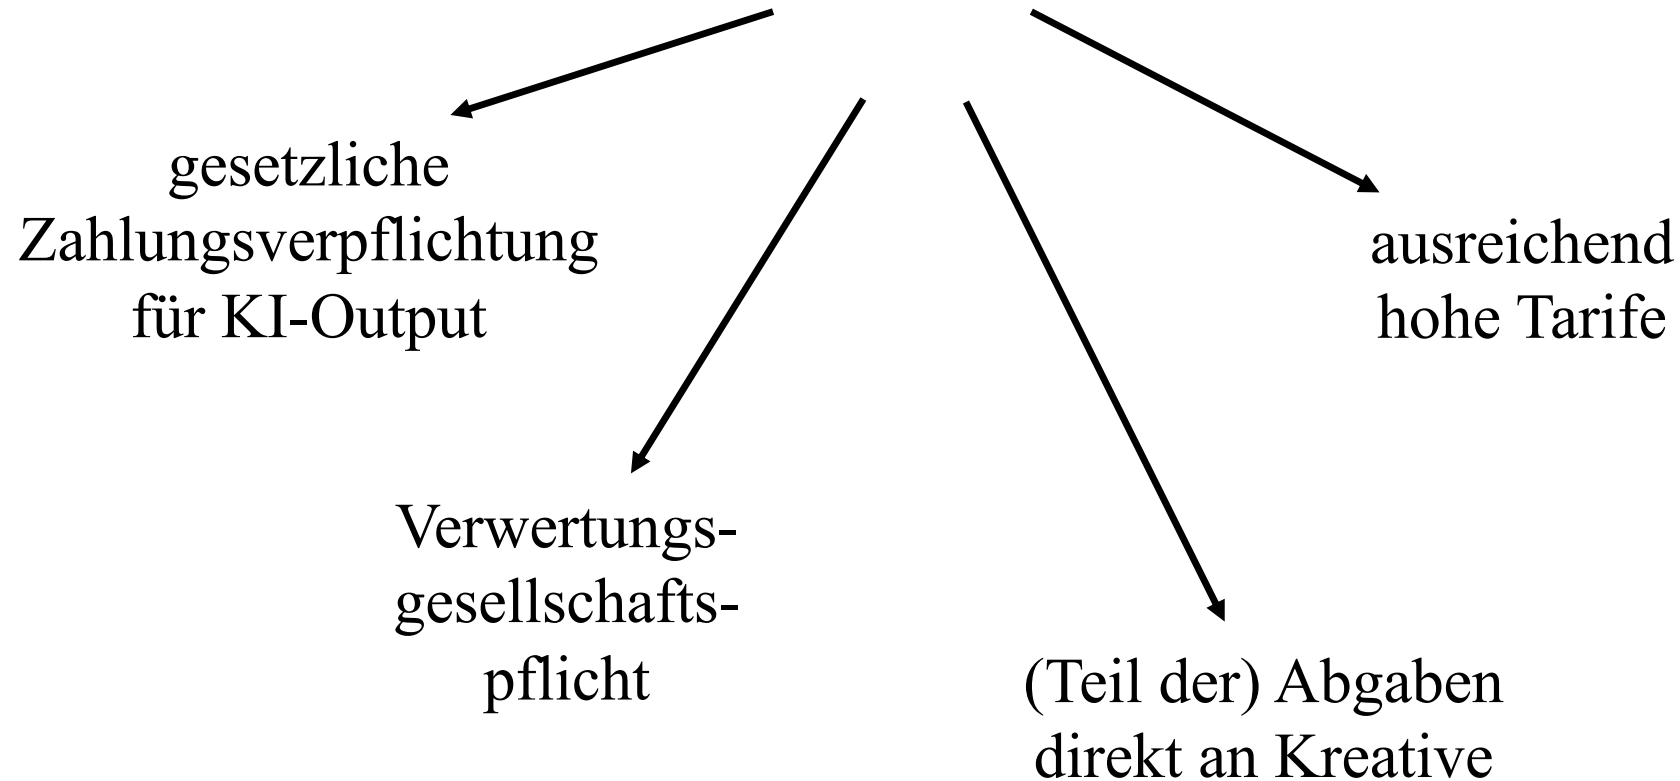 gesetzliche
Zahlungsverpflichtung
für KI-Output
ausreichend
hohe Tarife
Verwertungs-
gesellschafts-
pflicht
(Teil der) Abgaben
direkt an Kreative